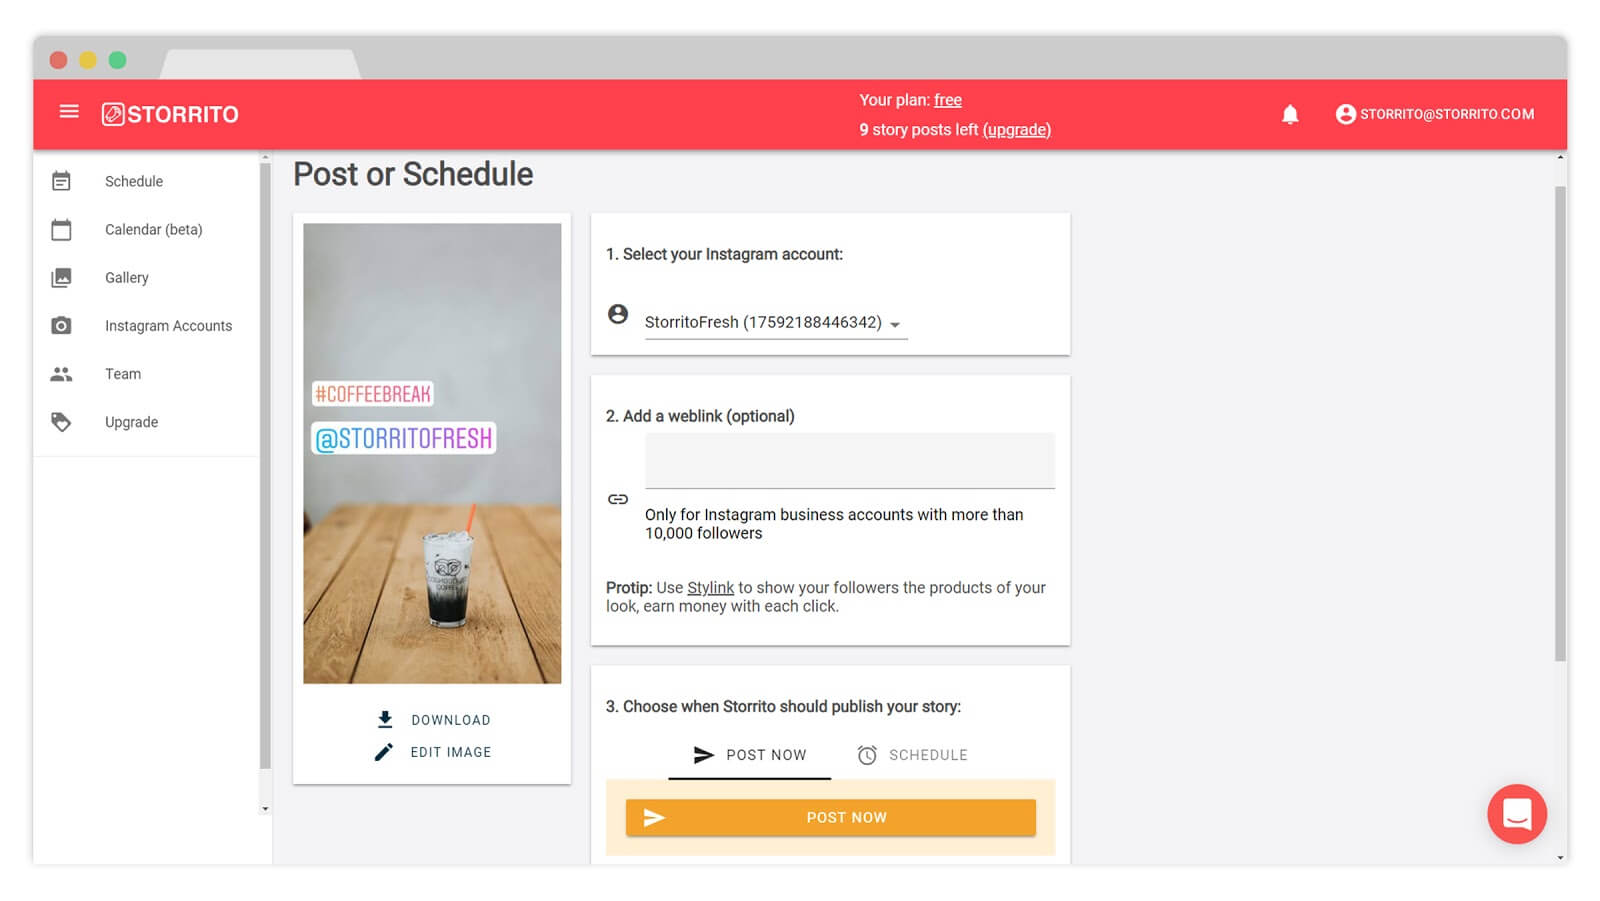 STORRITO
Your plan: free
9 story posts left (upgrade)
STORRITO@STORRITO.COM
Schedule
Calendar (beta)
Gallery
Instagram Accounts
Team
Upgrade
Post or Schedule
#COFFEEBREAK
@STORRITOFRESH
COFFEE
DOWNLOAD
EDIT IMAGE
1. Select your Instagram account:
StorritoFresh (17592188446342)
2. Add a weblink (optional)
Only for Instagram business accounts with more than
10,000 followers
Protip: Use Stylink to show your followers the products of your
look, earn money with each click.
3. Choose when Storrito should publish your story:
POST NOW
SCHEDULE
POST NOW